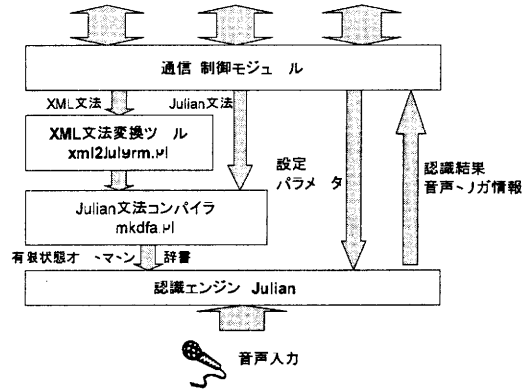 通信 制御モジュール
XML文法
Julian文法
XML文法変換ツール
設定
パラメータ
認識結果
Julian文法コンパイラ
mkdfa.pl
辞書
認識エンジン Julian
音声入力